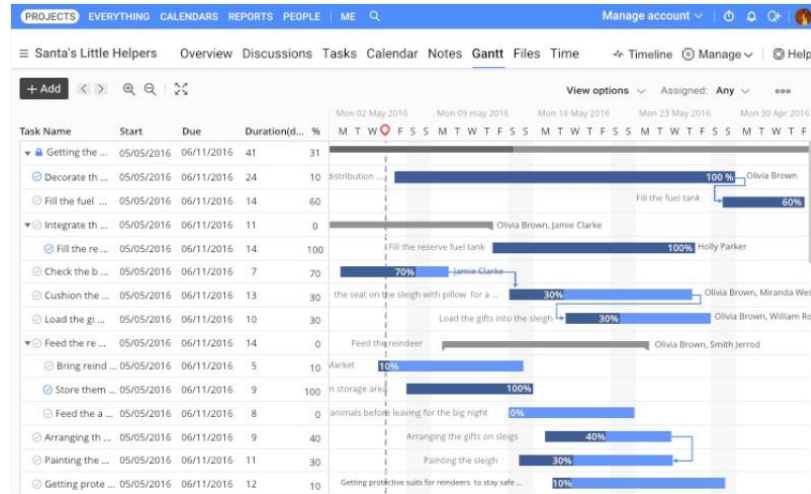 PROJECTS EVERYTHING CALENDARS REPORTS PEOPLE ME Manage account
Santa's Little Helpers Overview Discussions Tasks Calendar Notes Gantt Files Time Timeline Manage Help
+ Add View options Assigned: Any
Mon 02 May 2016 Mon 09 may 2016 Mon 16 May 2016 Mon 23 May 2016 Mon 30 Apr 2016
Task Name Start Due Duration(d... % M T W F S S M T W T F S S M T W T F S S M T W T F S S M T W T F
Getting the ... 05/05/2016 06/11/2016 41 31
Decorate th ... 05/05/2016 06/11/2016 24 10 distribution ... 100 % Olivia Brown
Fill the fuel ... 05/05/2016 06/11/2016 14 60 Fill the fuel tank 60%
Integrate th ... 05/05/2016 06/11/2016 11 0 Olivia Brown, Jamie Clarke
Fill the re ... 05/05/2016 06/11/2016 14 100 Fill the reserve fuel tank 100% Holly Parker
Check the b ... 05/05/2016 06/11/2016 7 70 70% Jamie Clarke
Cushion the ... 05/05/2016 06/11/2016 13 30 the seat on the sleigh with pillow for a ... 30% Olivia Brown, Miranda Wes
Load the gi ... 05/05/2016 06/11/2016 10 30 Load the gifts into the sleigh 30% Olivia Brown, William Ro
Feed the re ... 05/05/2016 06/11/2016 14 0 Feed the reindeer Olivia Brown, Smith Jerrod
Bring reind ... 05/05/2016 06/11/2016 5 10 Market 10%
Store them ... 05/05/2016 06/11/2016 9 100 n storage area 100%
Feed the a ... 05/05/2016 06/11/2016 8 0 animals before leaving for the big night 0%
Arranging th ... 05/05/2016 06/11/2016 9 40 Arranging the gifts on sleigs 40%
Painting the ... 05/05/2016 06/11/2016 11 30 Painting the sleigh 30%
Getting prote ... 05/05/2016 06/11/2016 12 10 Getting protective suits for reindeers to stay safe ... 10%